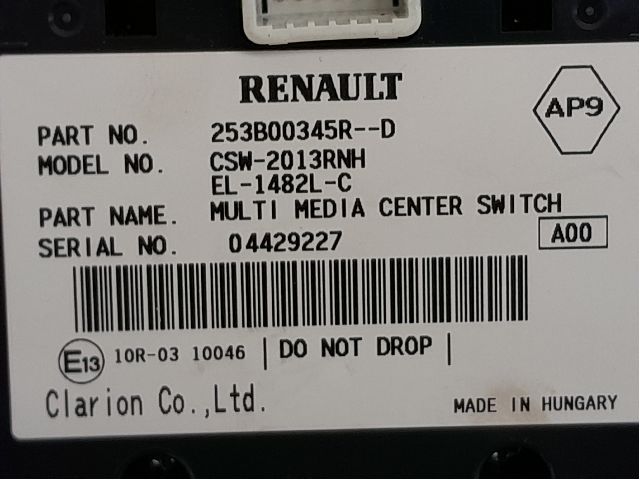 RENAULT
AP9
PART NO. 253B00345R--D
MODEL NO. CSW-2013RNH
EL-1482L-C
PART NAME. MULTI MEDIA CENTER SWITCH
SERIAL NO. 04429227
A00
E13 10R-03 10046 | DO NOT DROP |
Clarion Co.,Ltd.
MADE IN HUNGARY